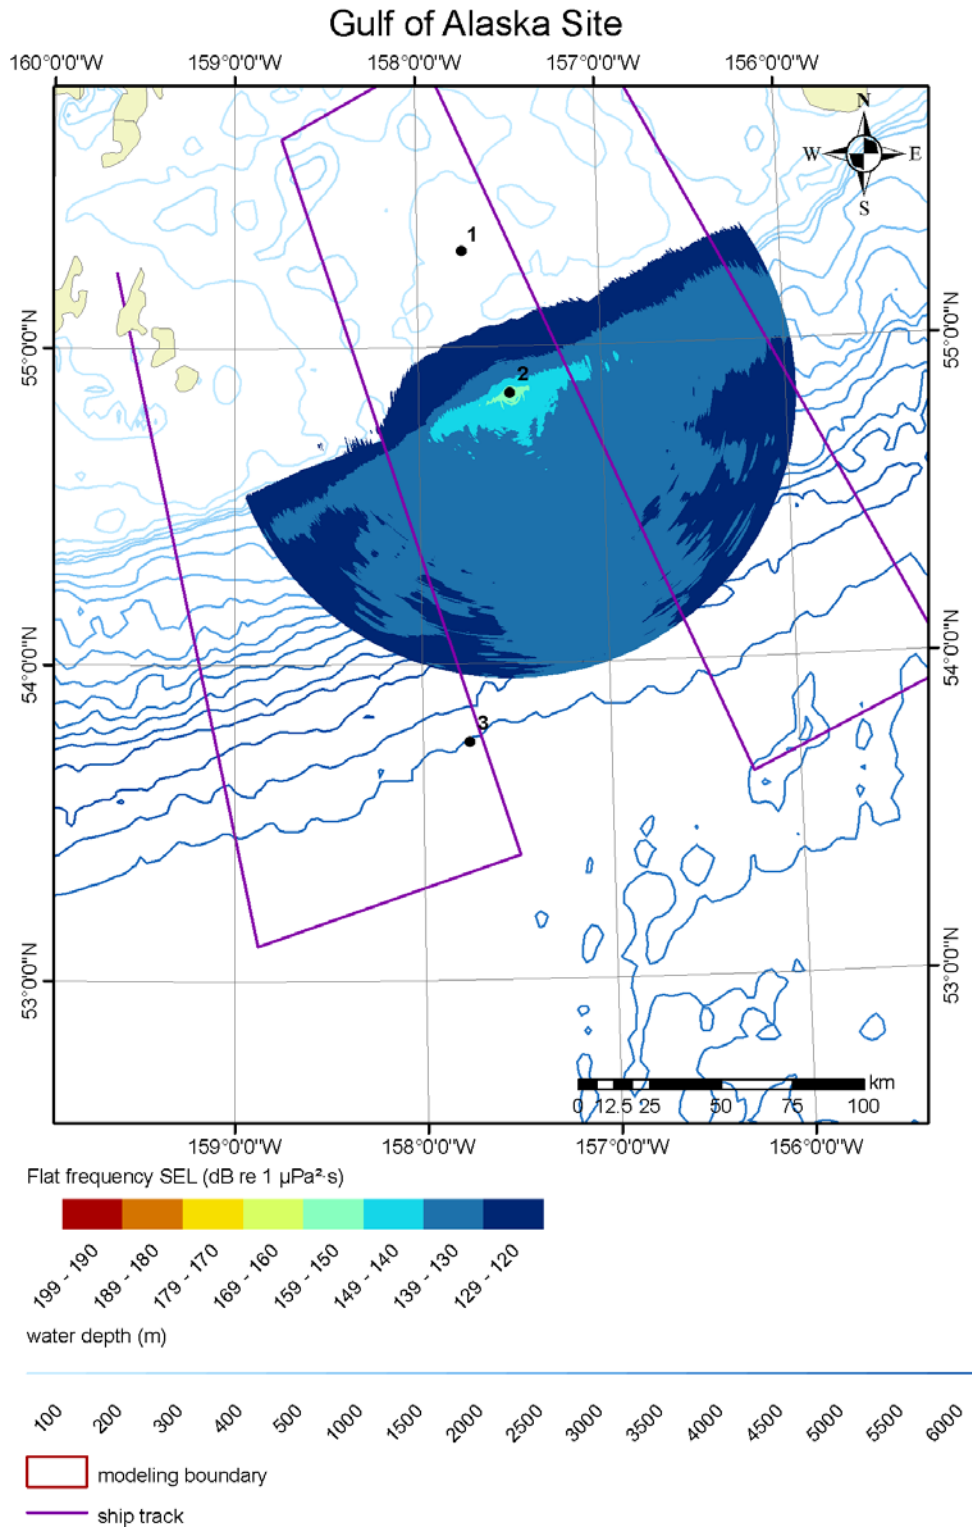 Gulf of Alaska Site
160°0'0"W 159°0'0"W 158°0'0"W 157°0'0"W 156°0'0"W
N
W E
S
1
55°0'0"N 55°0'0"N
2
54°0'0"N 54°0'0"N
3
53°0'0"N 53°0'0"N
km
0 12.5 25 50 75 100
159°0'0"W 158°0'0"W 157°0'0"W 156°0'0"W
Flat frequency SEL (dB re 1 µPa²·s)
199 - 190 189 - 180 179 - 170 169 - 160 159 - 150 149 - 140 139 - 130 129 - 120
water depth (m)
100 200 300 400 500 1000 1500 2000 2500 3000 3500 4000 4500 5000 5500 6000
modeling boundary
ship track